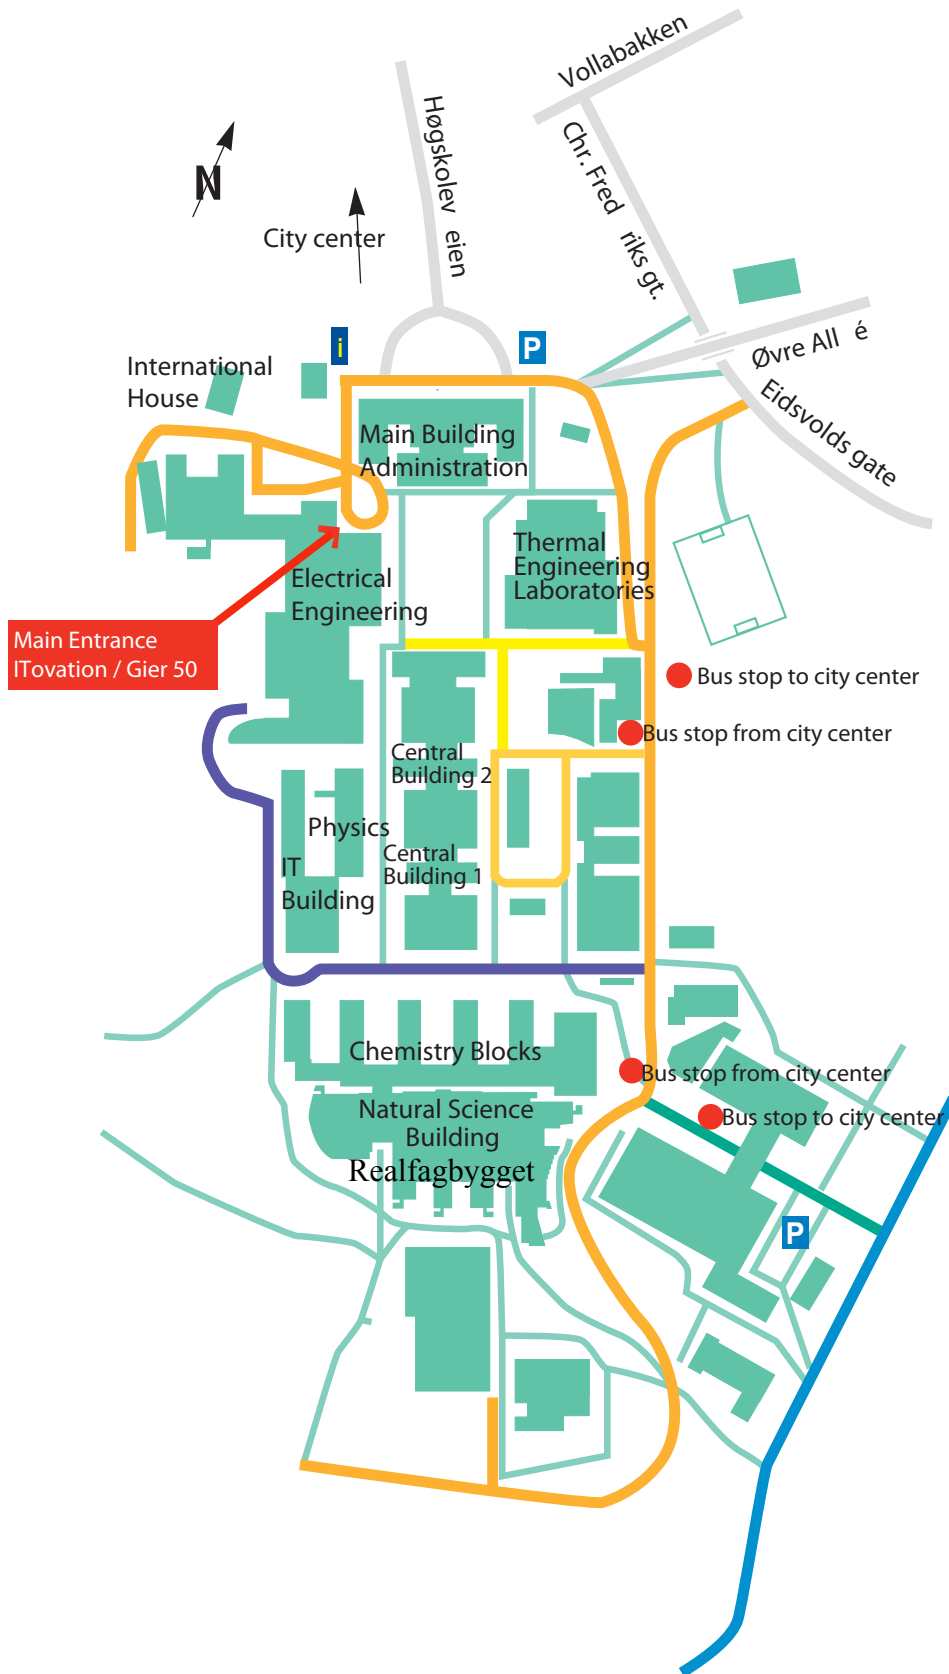 Vollabakken
Høgskolev eien
Chr. Fred riks gt.
N
City center
Øvre All é
i
P
International
House
Eidsvolds gate
Main Building
Administration
Thermal
Engineering
Laboratories
Electrical
Engineering
Main Entrance
ITovation / Gier 50
Bus stop to city center
Bus stop from city center
Central
Building 2
Physics
Central
Building 1
IT
Building
Chemistry Blocks
Bus stop from city center
Natural Science
Building
Bus stop to city center
Realfagbygget
P